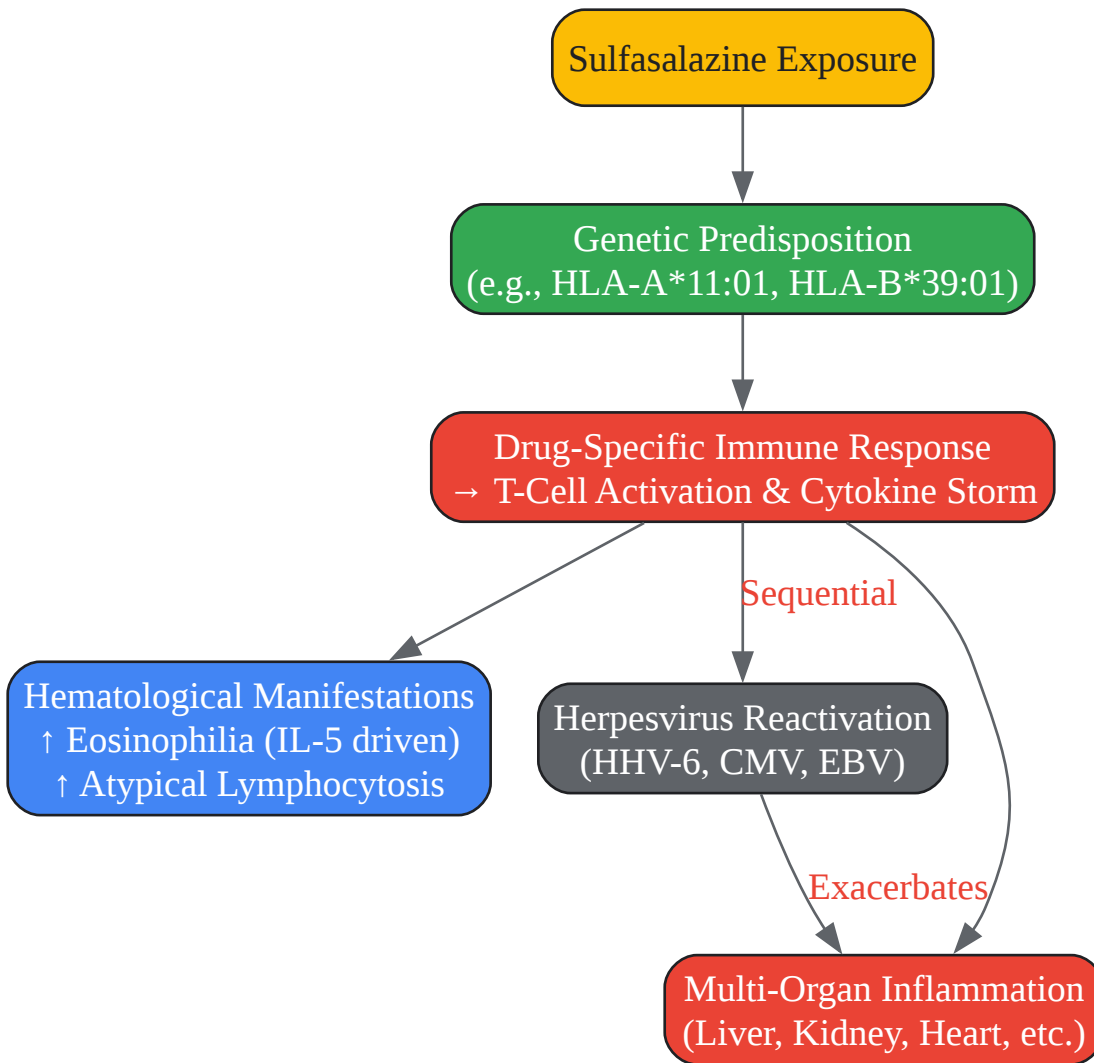 Sulfasalazine Exposure
Genetic Predisposition
(e.g., HLA-A*11:01, HLA-B*39:01)
Drug-Specific Immune Response
→ T-Cell Activation & Cytokine Storm
Sequential
Hematological Manifestations
↑ Eosinophilia (IL-5 driven)
↑ Atypical Lymphocytosis
Herpesvirus Reactivation
(HHV-6, CMV, EBV)
Exacerbates
Multi-Organ Inflammation
(Liver, Kidney, Heart, etc.)